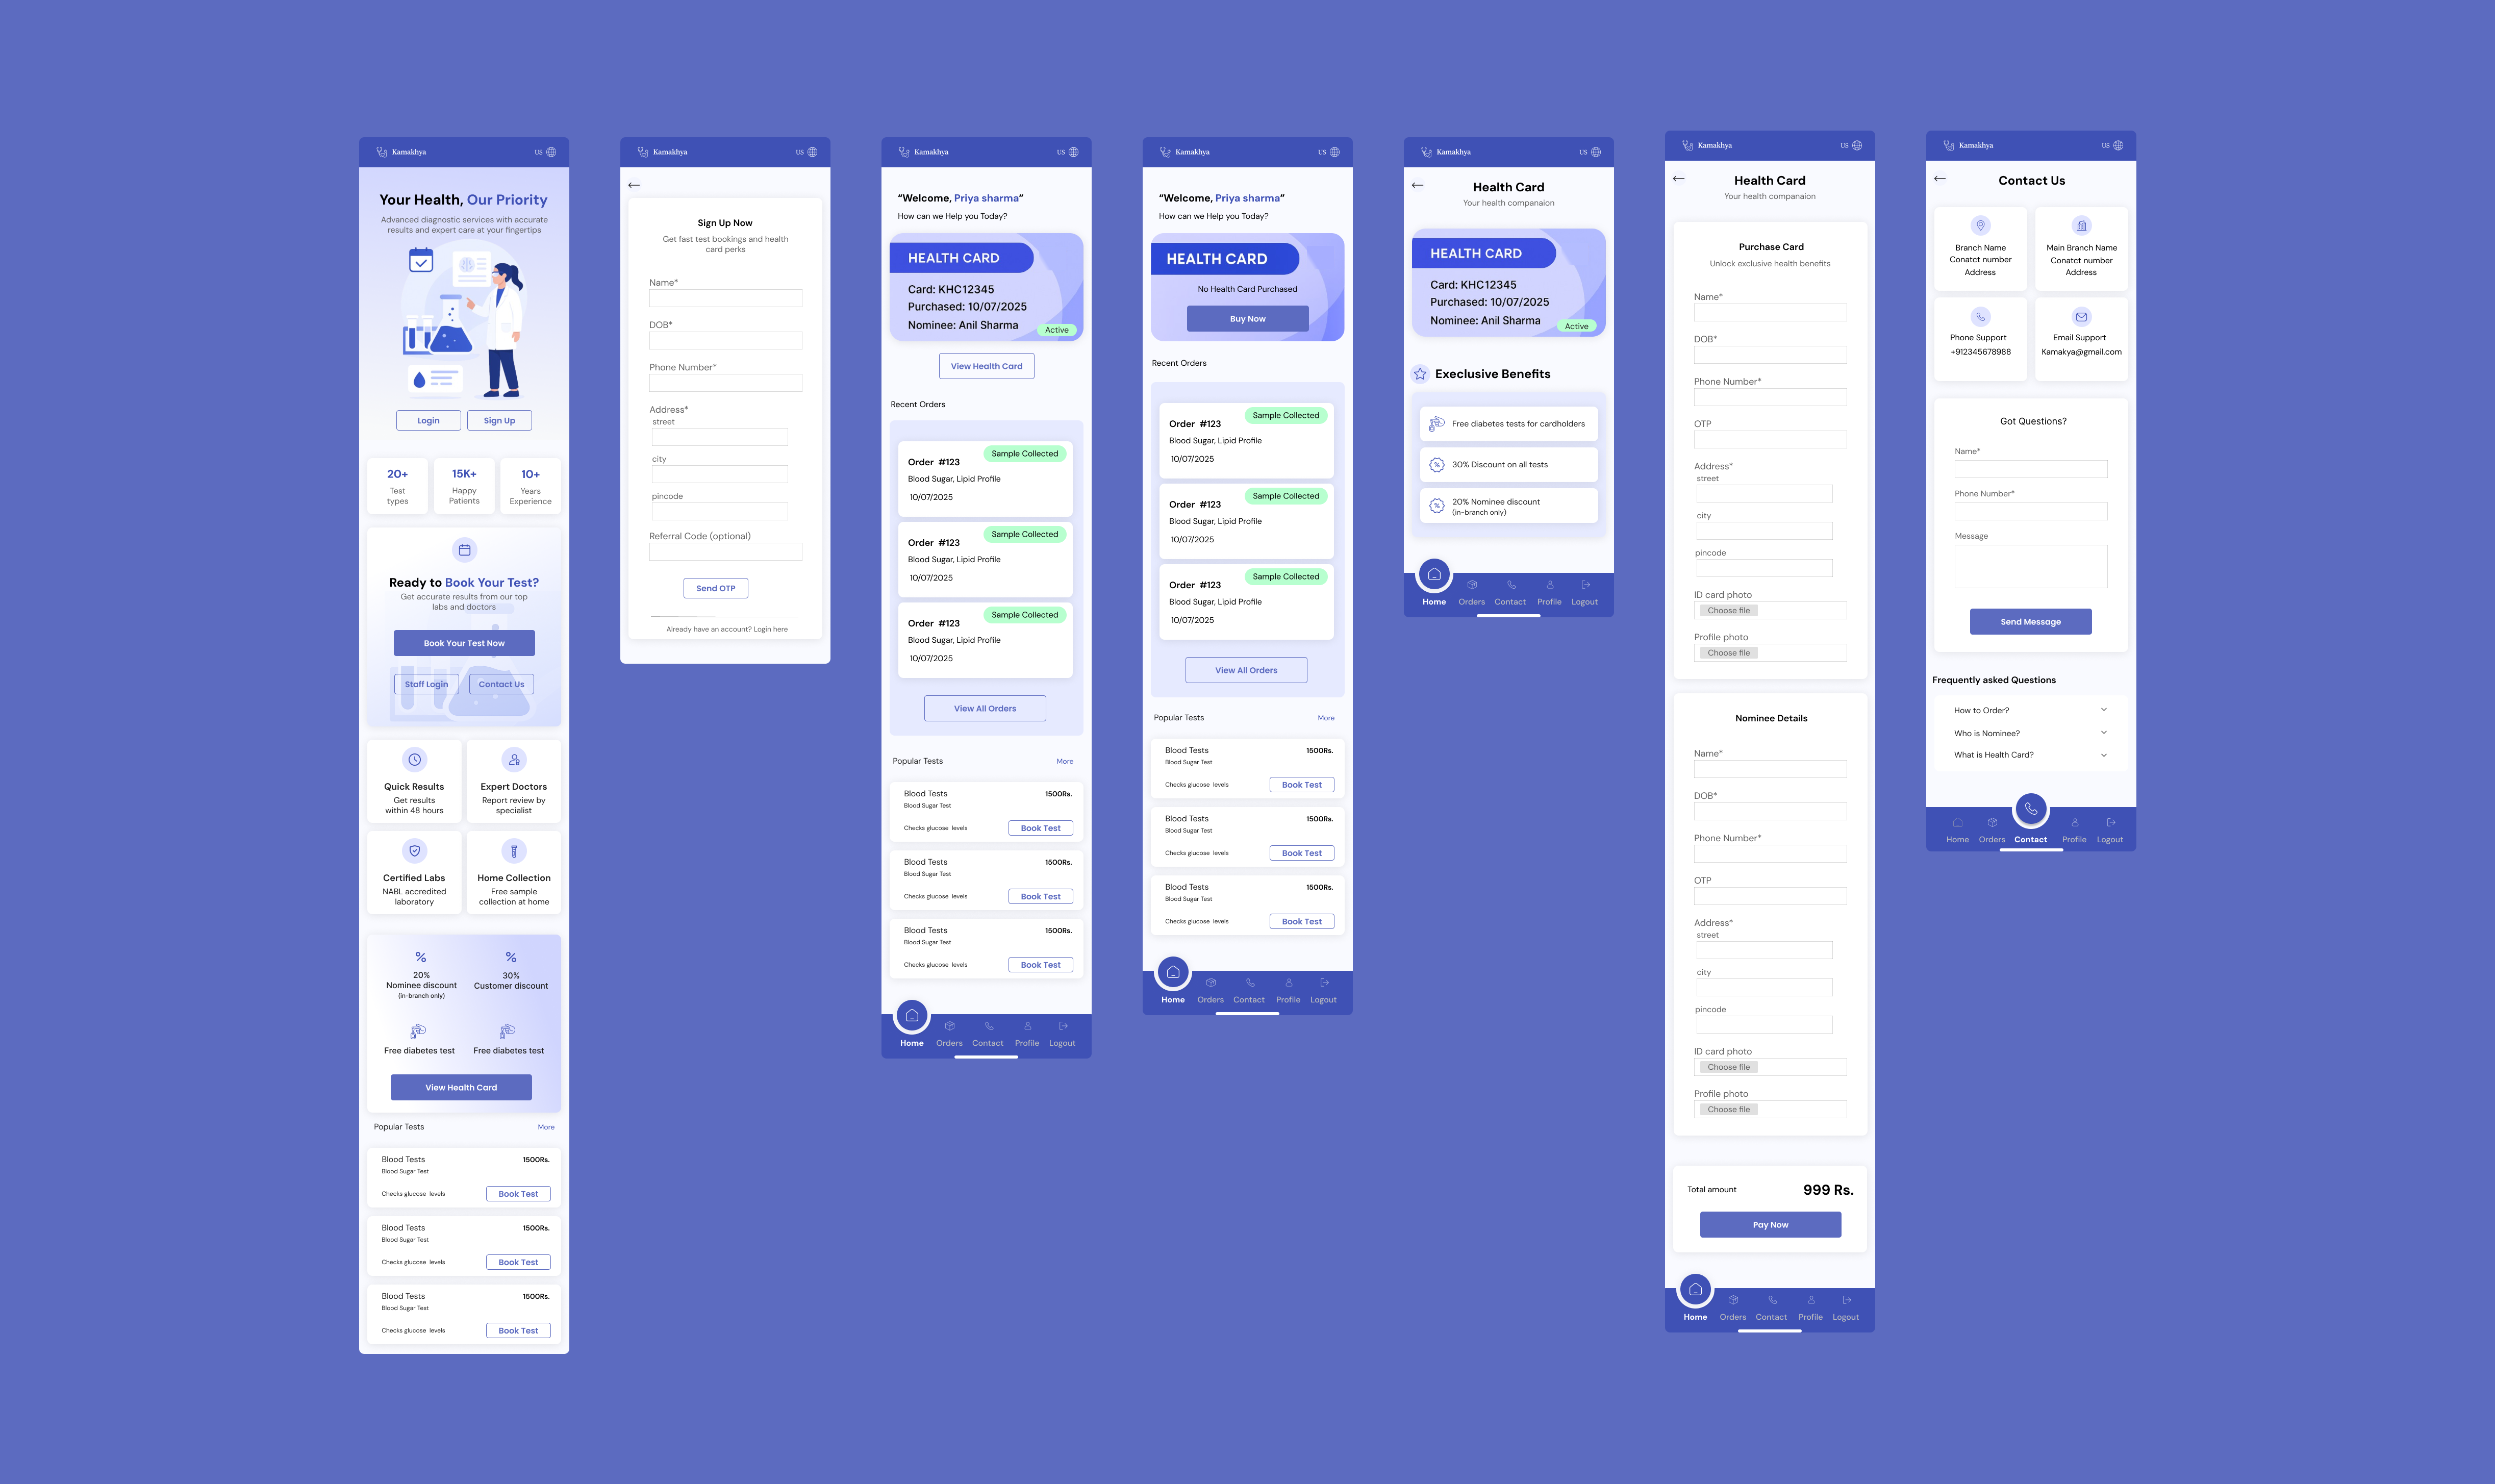 Kamakhya
US
Your Health, Our Priority
Advanced diagnostic services with accurate
results and expert care at your fingertips
Login
Sign Up
20+
Test
types
15K+
Happy
Patients
10+
Years
Experience
Ready to Book Your Test?
Get accurate results from our top
labs and doctors
Book Your Test Now
Staff Login
Contact Us
Quick Results
Get results
within 48 hours
Expert Doctors
Report review by
specialist
Certified Labs
NABL accredited
laboratory
Home Collection
Free sample
collection at home
20%
Nominee discount
(in-branch only)
30%
Customer discount
Free diabetes test
Free diabetes test
View Health Card
Popular Tests
More
Blood Tests
1500Rs.
Blood Sugar Test
Checks glucose levels
Book Test
Blood Tests
1500Rs.
Blood Sugar Test
Checks glucose levels
Book Test
Blood Tests
1500Rs.
Blood Sugar Test
Checks glucose levels
Book Test
Kamakhya
US
Sign Up Now
Get fast test bookings and health
card perks
Name*
DOB*
Phone Number*
Address*
street
city
pincode
Referral Code (optional)
Send OTP
Already have an account? Login here
Kamakhya
US
“Welcome, Priya sharma”
How can we Help you Today?
HEALTH CARD
Card: KHC12345
Purchased: 10/07/2025
Nominee: Anil Sharma
Active
View Health Card
Recent Orders
Sample Collected
Order #123
Blood Sugar, Lipid Profile
10/07/2025
Sample Collected
Order #123
Blood Sugar, Lipid Profile
10/07/2025
Sample Collected
Order #123
Blood Sugar, Lipid Profile
10/07/2025
View All Orders
Popular Tests
More
Blood Tests
1500Rs.
Blood Sugar Test
Checks glucose levels
Book Test
Blood Tests
1500Rs.
Blood Sugar Test
Checks glucose levels
Book Test
Blood Tests
1500Rs.
Blood Sugar Test
Checks glucose levels
Book Test
Home
Orders
Contact
Profile
Logout
Kamakhya
US
“Welcome, Priya sharma”
How can we Help you Today?
HEALTH CARD
No Health Card Purchased
Buy Now
Recent Orders
Sample Collected
Order #123
Blood Sugar, Lipid Profile
10/07/2025
Sample Collected
Order #123
Blood Sugar, Lipid Profile
10/07/2025
Sample Collected
Order #123
Blood Sugar, Lipid Profile
10/07/2025
View All Orders
Popular Tests
More
Blood Tests
1500Rs.
Blood Sugar Test
Checks glucose levels
Book Test
Blood Tests
1500Rs.
Blood Sugar Test
Checks glucose levels
Book Test
Blood Tests
1500Rs.
Blood Sugar Test
Checks glucose levels
Book Test
Home
Orders
Contact
Profile
Logout
Kamakhya
US
Health Card
Your health companaion
HEALTH CARD
Card: KHC12345
Purchased: 10/07/2025
Nominee: Anil Sharma
Active
Execlusive Benefits
Free diabetes tests for cardholders
30% Discount on all tests
20% Nominee discount
(in-branch only)
Home
Orders
Contact
Profile
Logout
Kamakhya
US
Health Card
Your health companaion
Purchase Card
Unlock exclusive health benefits
Name*
DOB*
Phone Number*
OTP
Address*
street
city
pincode
ID card photo
Choose file
Profile photo
Choose file
Nominee Details
Name*
DOB*
Phone Number*
OTP
Address*
street
city
pincode
ID card photo
Choose file
Profile photo
Choose file
Total amount
999 Rs.
Pay Now
Home
Orders
Contact
Profile
Logout
Kamakhya
US
Contact Us
Branch Name
Conatct number
Address
Main Branch Name
Conatct number
Address
Phone Support
+912345678988
Email Support
Kamakya@gmail.com
Got Questions?
Name*
Phone Number*
Message
Send Message
Frequently asked Questions
How to Order?
Who is Nominee?
What is Health Card?
Home
Orders
Contact
Profile
Logout